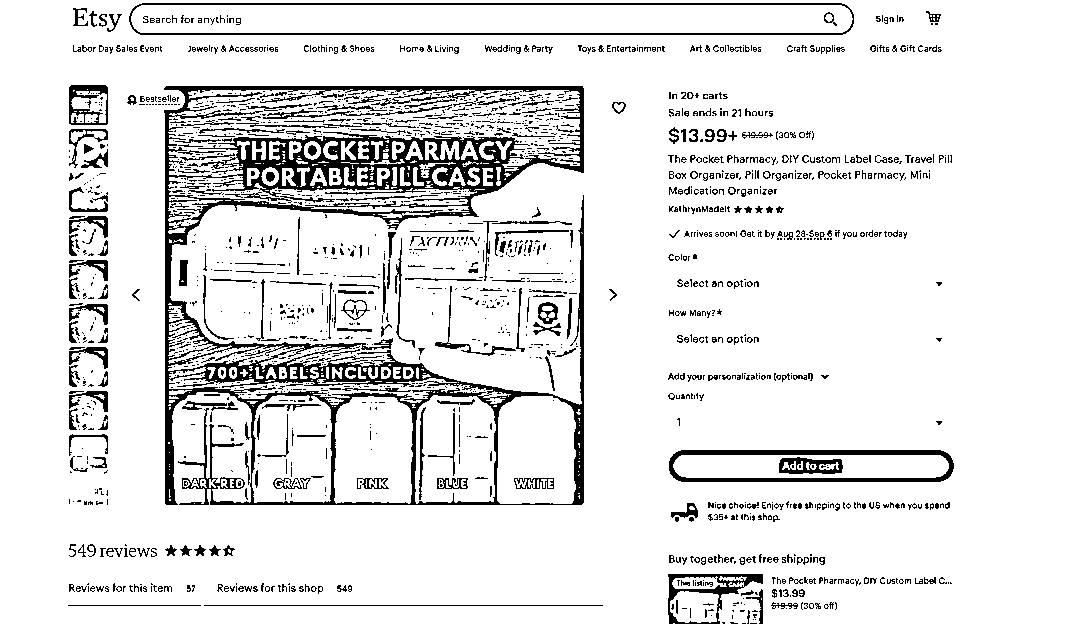 Etsy
Search for anything
Sign in
Labor Day Sales Event Jewelry & Accessories Clothing & Shoes Home & Living Wedding & Party Toys & Entertainment Art & Collectibles Craft Supplies Gifts & Gift Cards
Bestseller
THE POCKET PARMACY
PORTABLE PILL CASE!
EXCEDRIN
700+ LABELS INCLUDED!
DARK RED GRAY PINK BLUE WHITE
In 20+ carts
Sale ends in 21 hours
$13.99+ $19.99+ (30% Off)
The Pocket Pharmacy, DIY Custom Label Case, Travel Pill
Box Organizer, Pill Organizer, Pocket Pharmacy, Mini
Medication Organizer
KathrynMadeIt
Arrives soon! Get it by Aug 28-Sep 6 if you order today
Color *
Select an option
How Many? *
Select an option
Add your personalization (optional)
Quantity
1
Add to cart
Nice choice! Enjoy free shipping to the US when you spend
$35+ at this shop.
549 reviews
Reviews for this item 57 Reviews for this shop 549
Buy together, get free shipping
This listing
The Pocket Pharmacy, DIY Custom Label C...
$13.99
$19.99 (30% off)